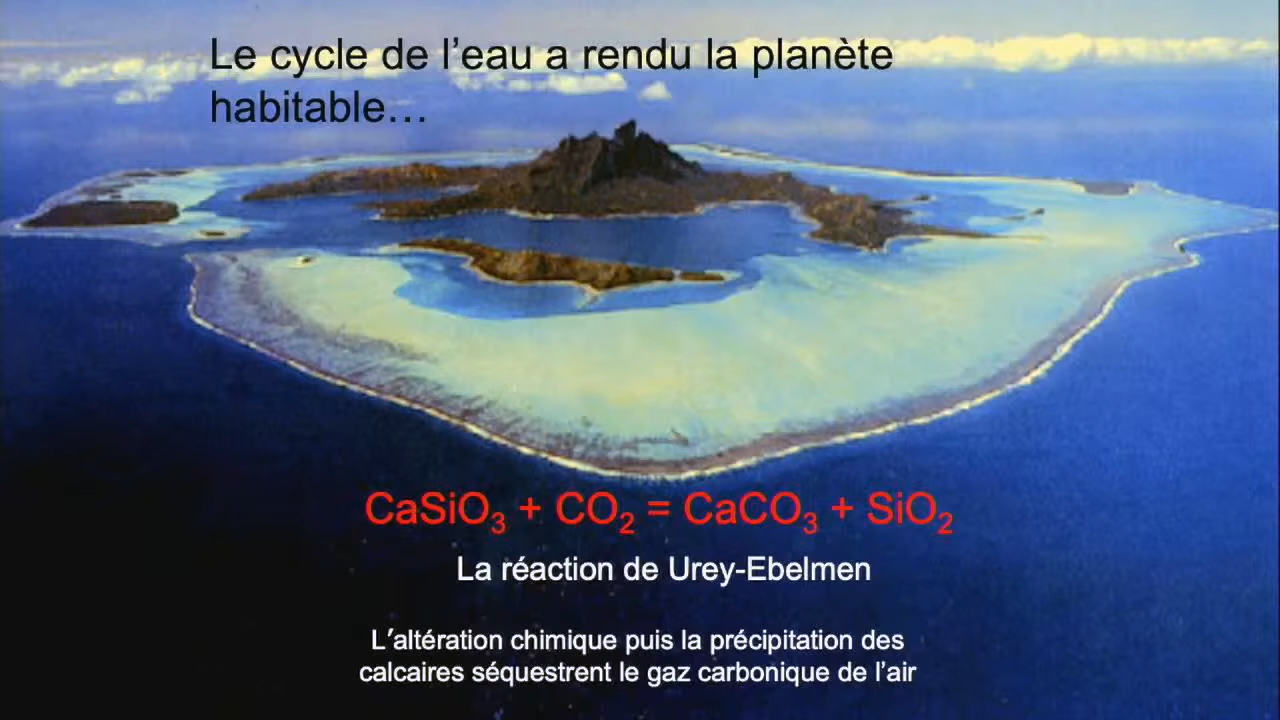 Le cycle de l’eau a rendu la planète
habitable…
CaSiO₃ + CO₂ = CaCO₃ + SiO₂
La réaction de Urey-Ebelmen
L’altération chimique puis la précipitation des
calcaires séquestrent le gaz carbonique de l’air